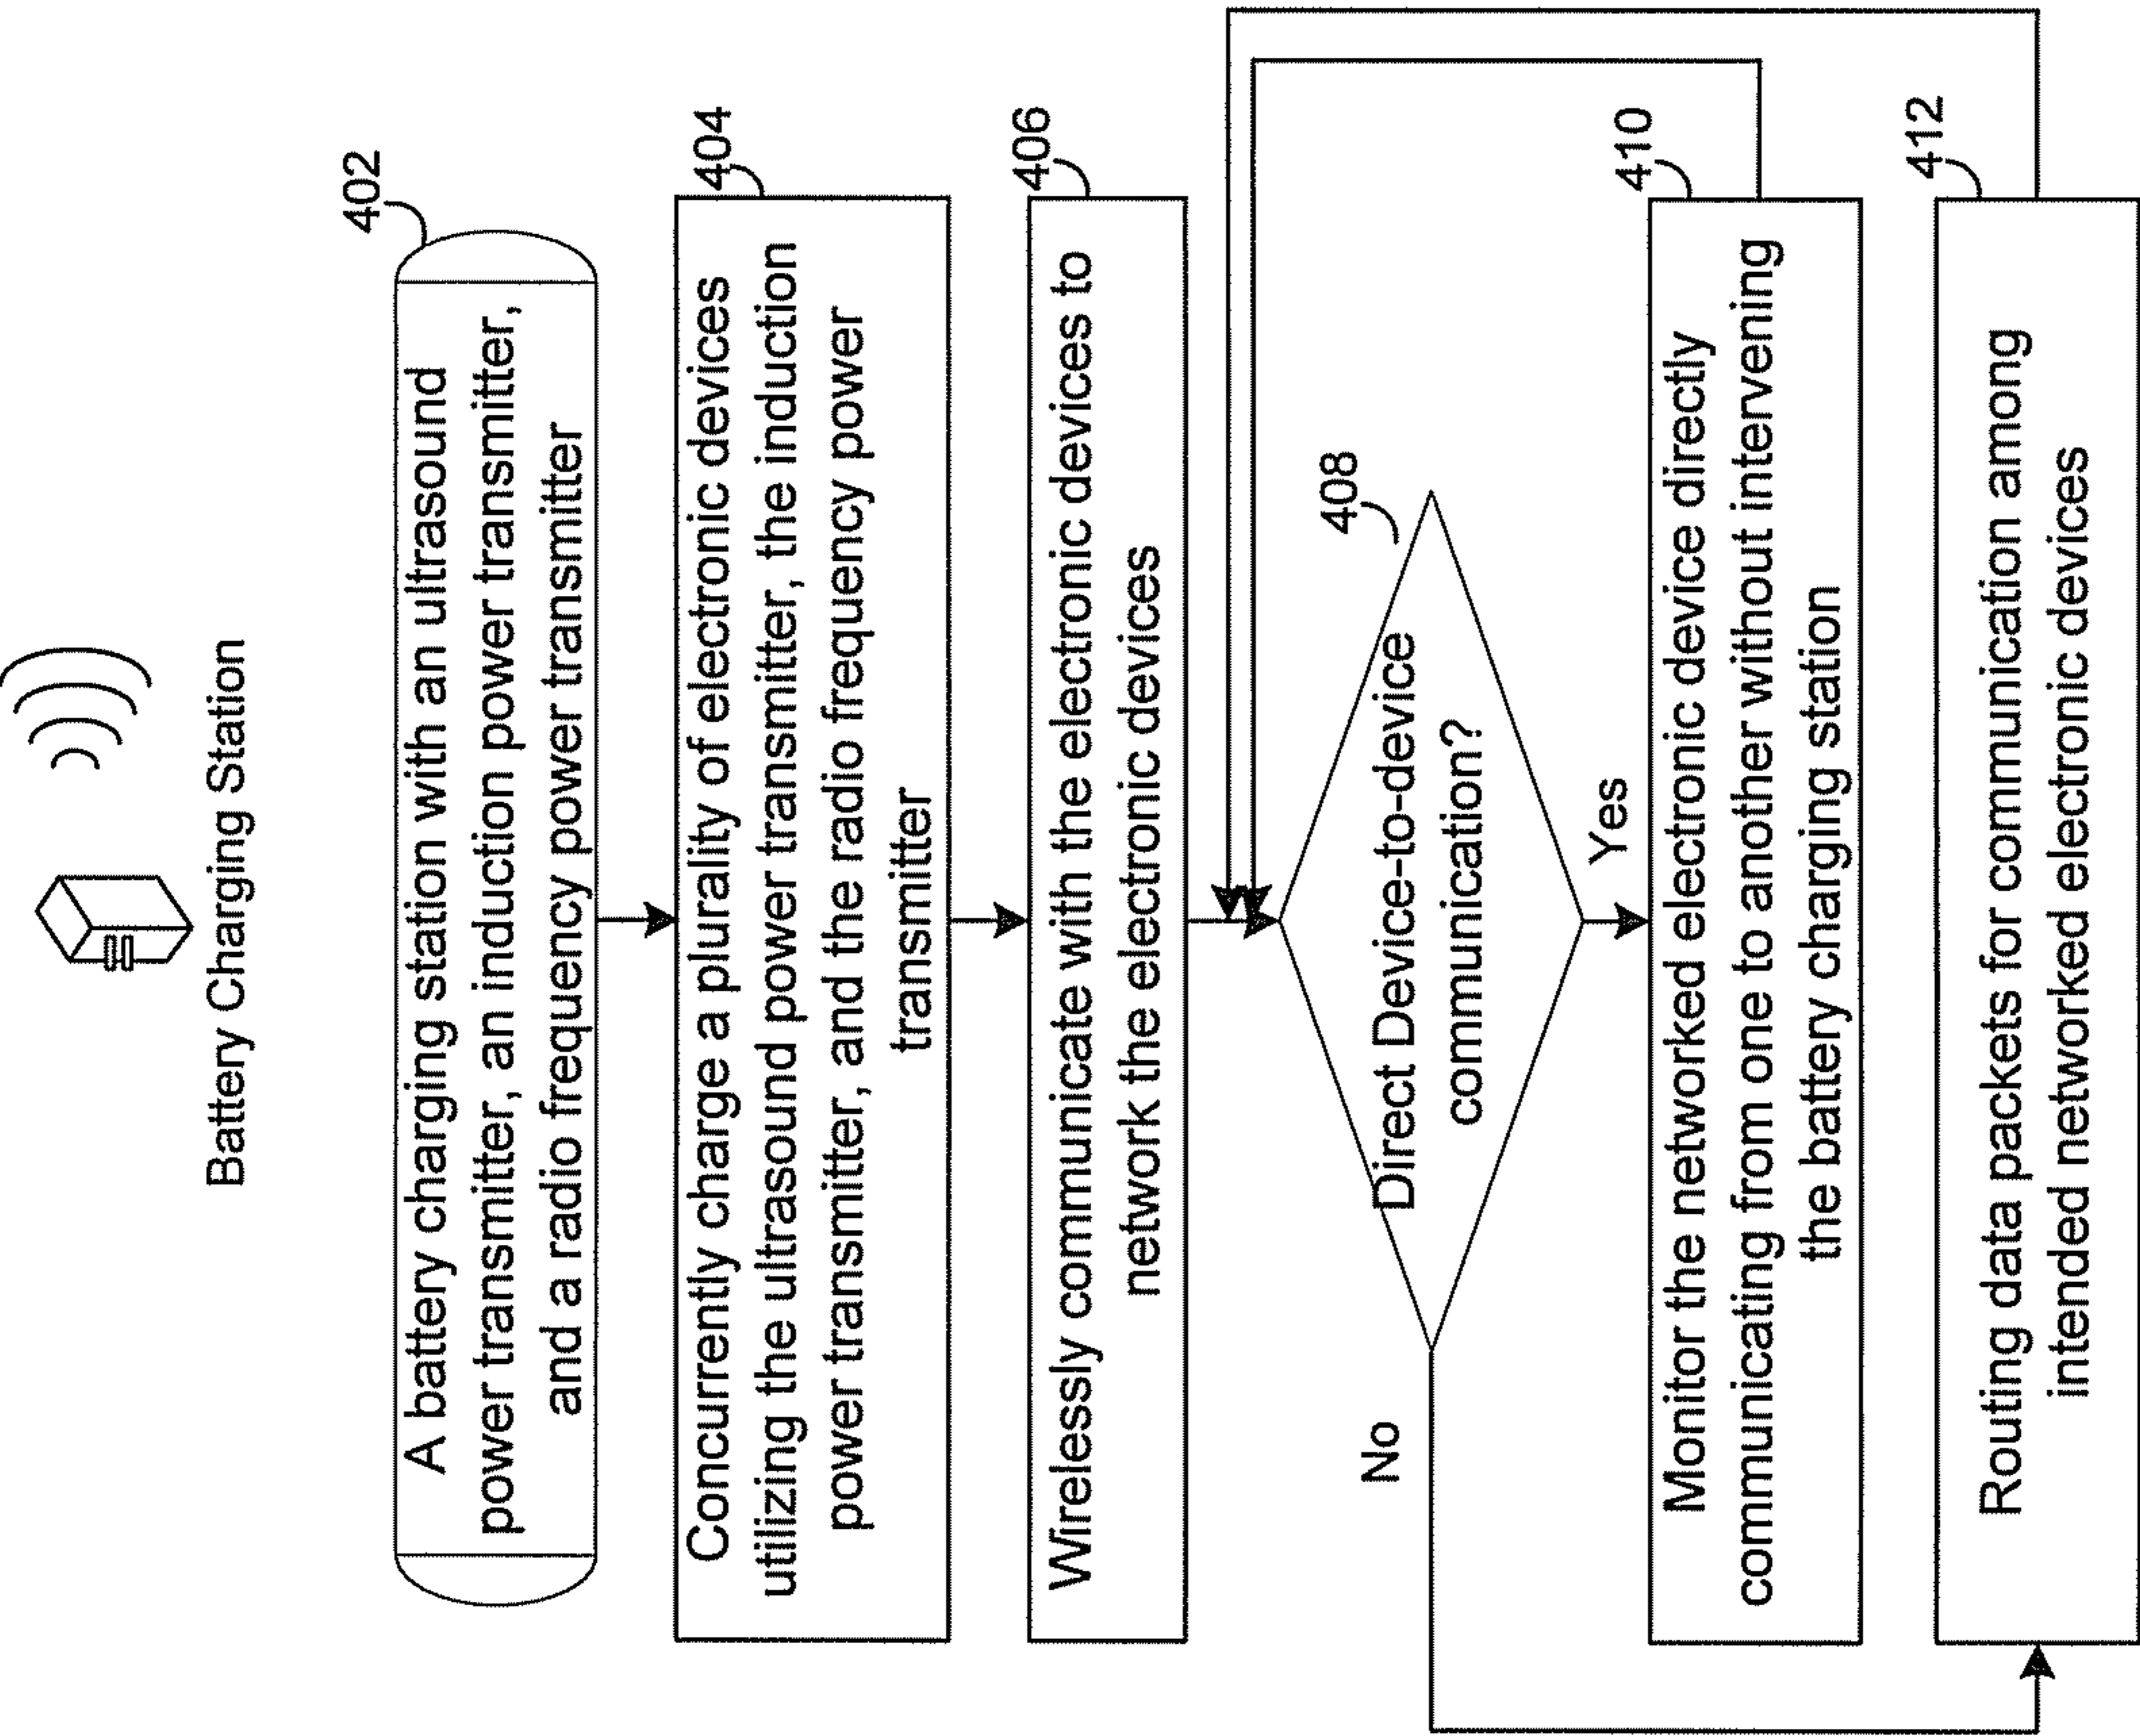 Battery Charging Station
402
A battery charging station with an ultrasound
power transmitter, an induction power transmitter,
and a radio frequency power transmitter
404
Concurrently charge a plurality of electronic devices
utilizing the ultrasound power transmitter, the induction
power transmitter, and the radio frequency power
transmitter
406
Wirelessly communicate with the electronic devices to
network the electronic devices
408
Direct Device-to-device
communication?
No
Yes
410
Monitor the networked electronic device directly
communicating from one to another without intervening
the battery charging station
412
Routing data packets for communication among
intended networked electronic devices